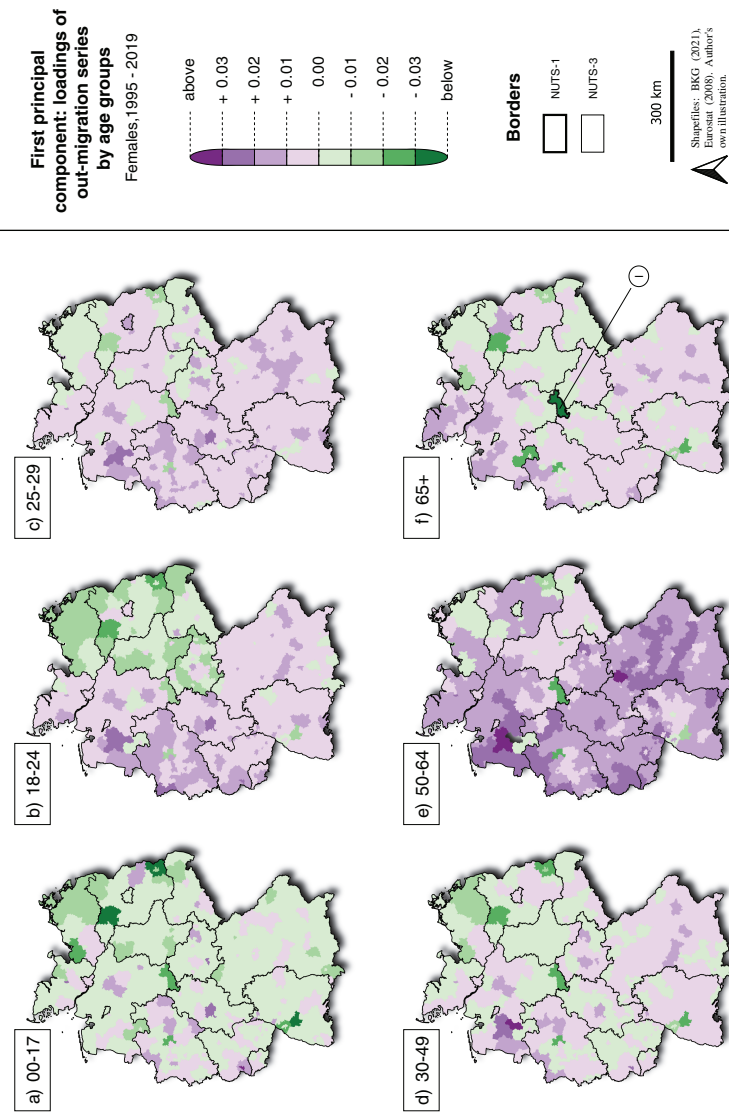 First principal
component: loadings of
out-migration series
by age groups
Females,1995 - 2019
above
+ 0.03
+ 0.02
+ 0.01
0.00
- 0.01
- 0.02
- 0.03
below
Borders
NUTS-1
NUTS-3
300 km
Shapefiles: BKG (2021),
Eurostat (2008). Author's
own illustration.
a) 00-17
b) 18-24
c) 25-29
d) 30-49
e) 50-64
f) 65+
I